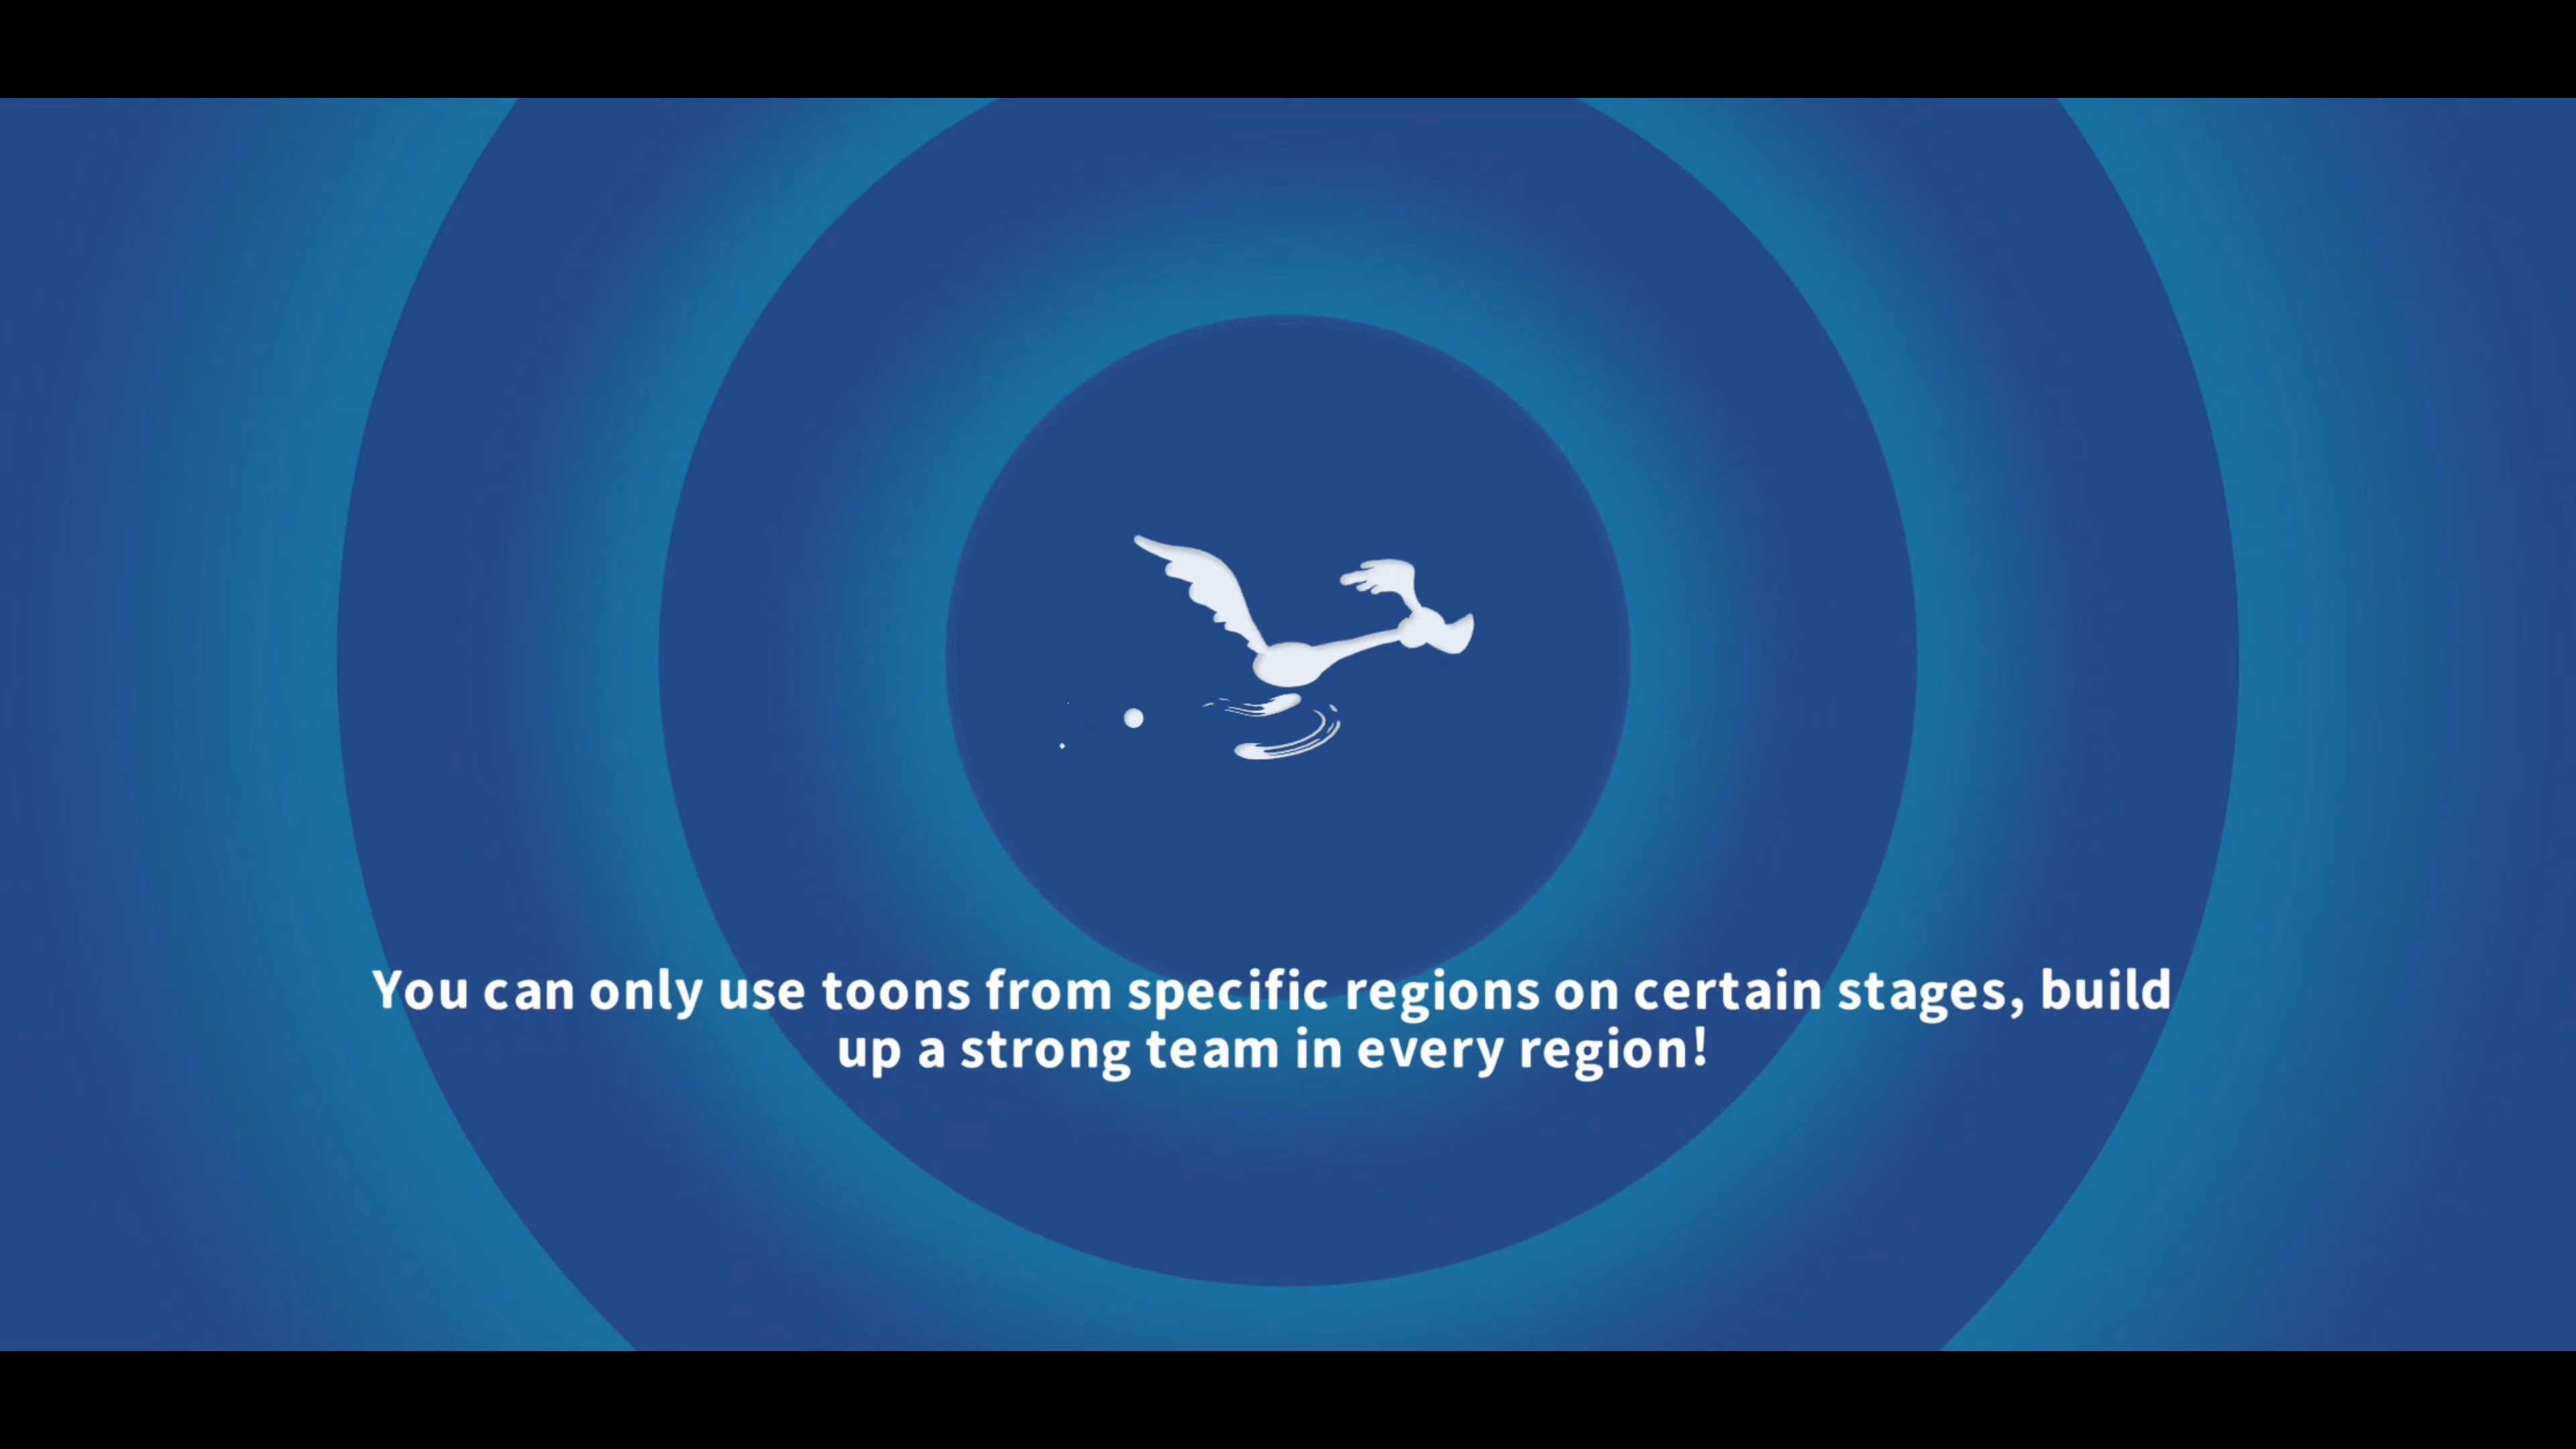 You can only use toons from specific regions on certain stages, build
up a strong team in every region!